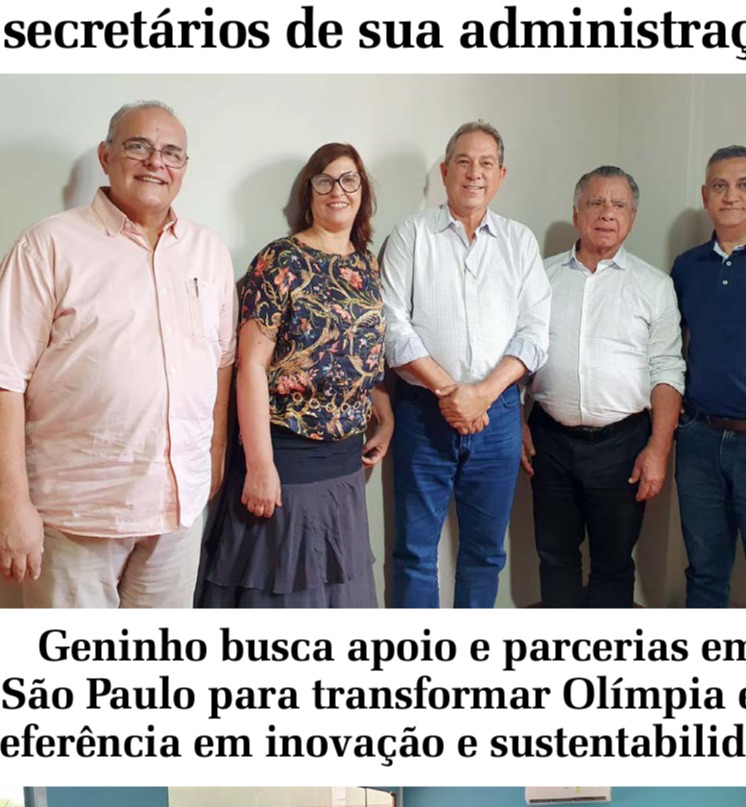 secretários de sua administraç
Geninho busca apoio e parcerias em
São Paulo para transformar Olímpia e
eferência em inovação e sustentabilid